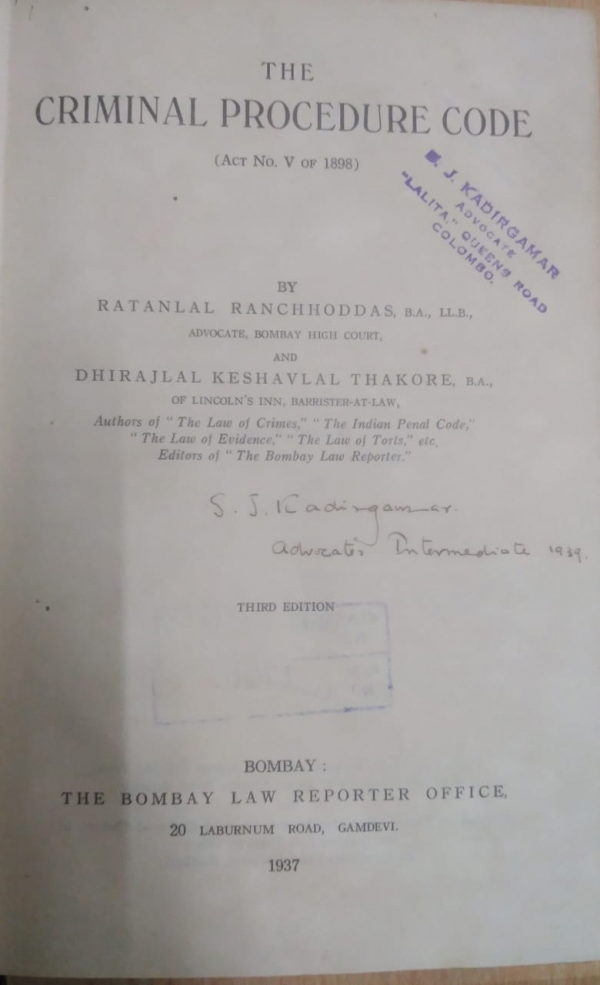 THE
CRIMINAL PROCEDURE CODE
(ACT NO. V OF 1898)
J. KADIRGAMAR
ADVOCATE
"LALITA," QUEENS ROAD
COLOMBO.
BY
RATANLAL RANCHHODDAS, B.A., LL.B.,
ADVOCATE, BOMBAY HIGH COURT,
AND
DHIRAJLAL KESHAVLAL THAKORE, B.A.,
OF LINCOLN'S INN, BARRISTER-AT-LAW,
Authors of " The Law of Crimes," " The Indian Penal Code,"
" The Law of Evidence," " The Law of Torts," etc.
Editors of " The Bombay Law Reporter."
S. J. Kadirgamar.
Advocate's Intermediate 1939.
THIRD EDITION
BOMBAY :
THE BOMBAY LAW REPORTER OFFICE,
20 LABURNUM ROAD, GAMDEVI.
1937